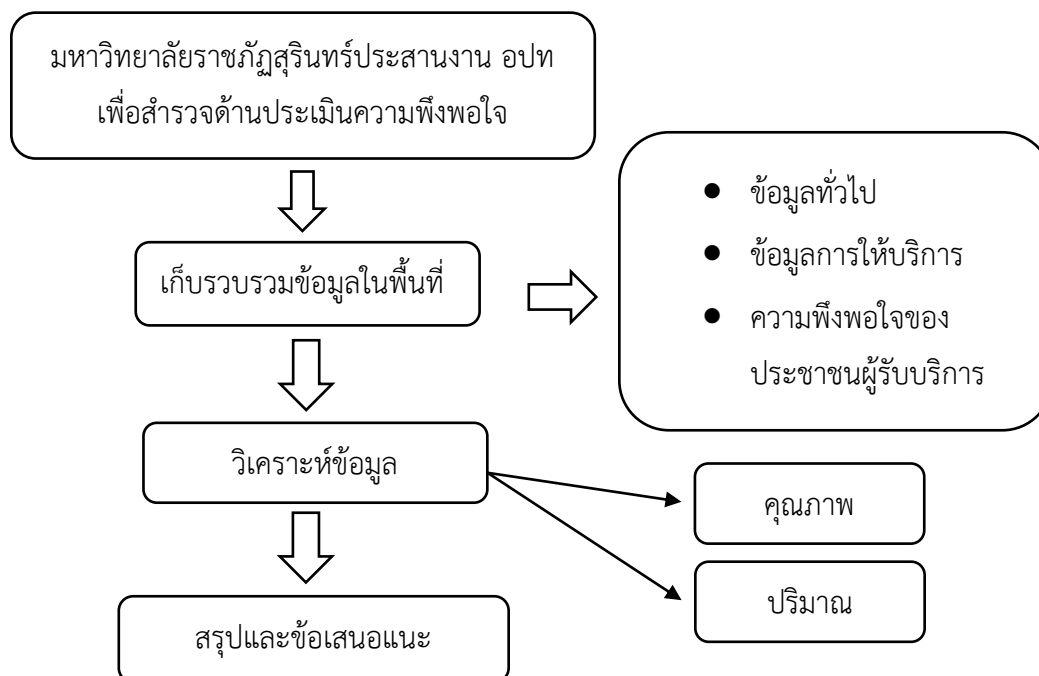 มหาวิทยาลัยราชภัฏสุรินทร์ประสานงาน อปท
เพื่อสำรวจด้านประเมินความพึงพอใจ
● ข้อมูลทั่วไป
● ข้อมูลการให้บริการ
● ความพึงพอใจของ
ประชาชนผู้รับบริการ
เก็บรวบรวมข้อมูลในพื้นที่
วิเคราะห์ข้อมูล
คุณภาพ
ปริมาณ
สรุปและข้อเสนอแนะ